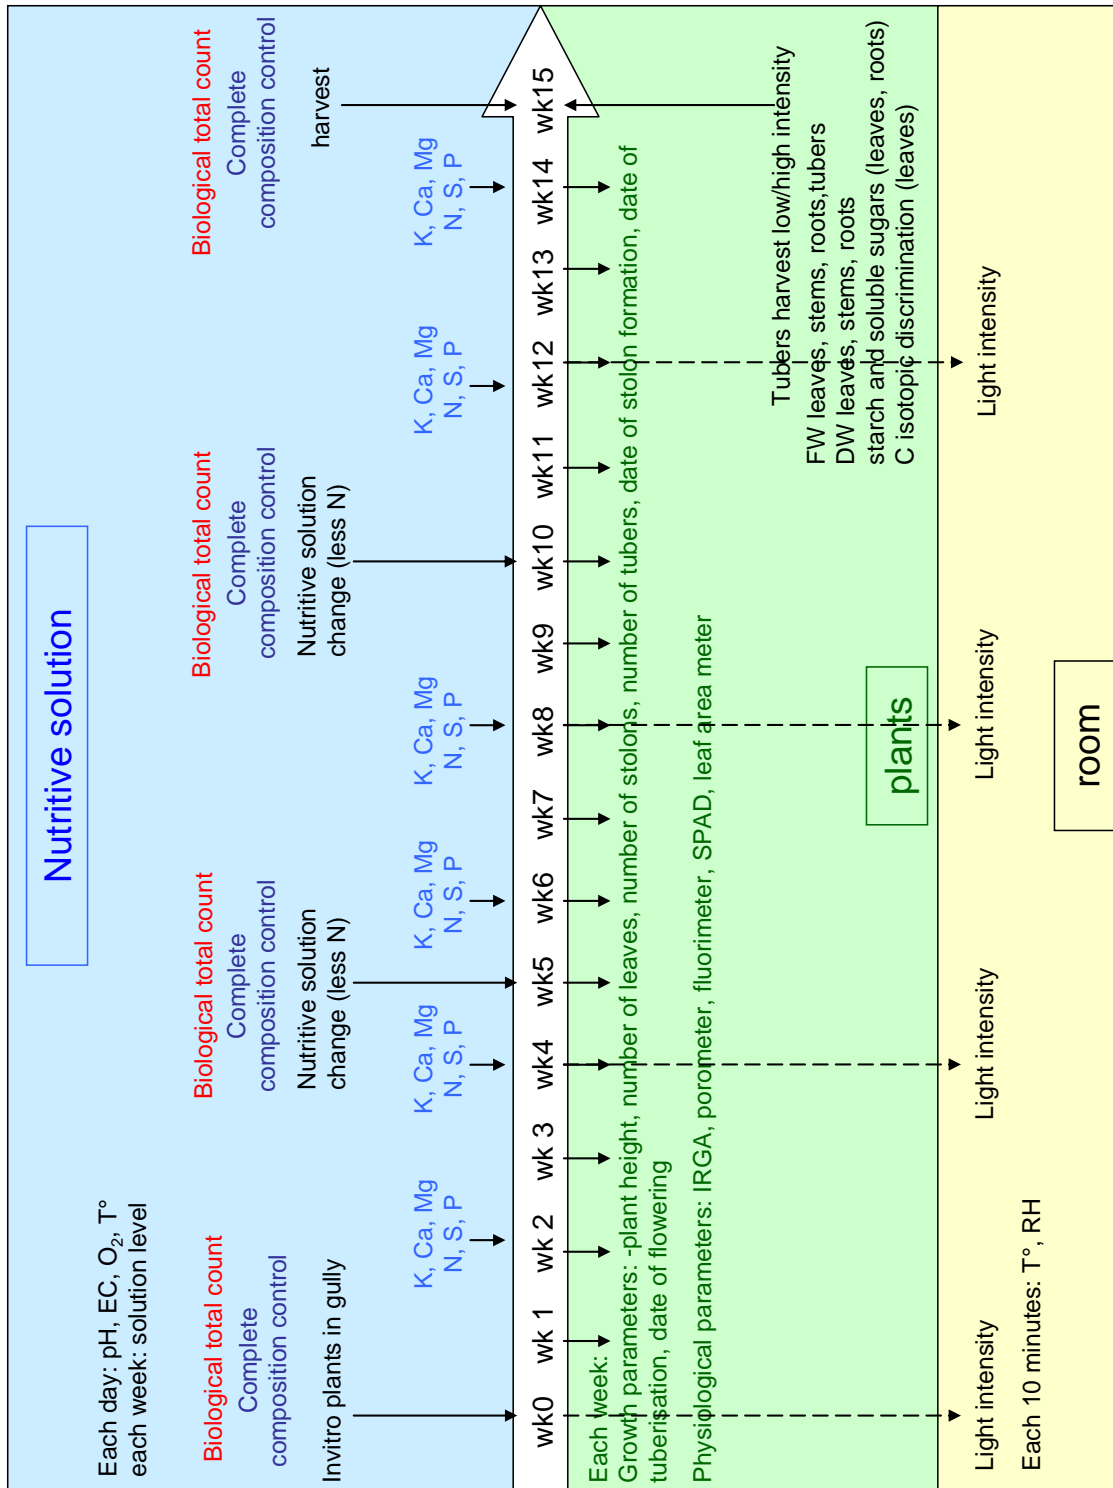 Nutritive solution
Each day: pH, EC, O₂, T°
each week: solution level
Biological total count
Complete
composition control
Invitro plants in gully
Biological total count
Complete
composition control
Nutritive solution
change (less N)
Biological total count
Complete
composition control
Nutritive solution
change (less N)
Biological total count
Complete
composition control
harvest
K, Ca, Mg
N, S, P
K, Ca, Mg
N, S, P
K, Ca, Mg
N, S, P
K, Ca, Mg
N, S, P
K, Ca, Mg
N, S, P
K, Ca, Mg
N, S, P
wk0 wk 1 wk 2 wk 3 wk4 wk5 wk6 wk7 wk8 wk9 wk10 wk11 wk12 wk13 wk14 wk15
Each week:
Growth parameters: -plant height, number of leaves, number of stolons, number of tubers, date of stolon formation, date of
tuberisation, date of flowering
Physiological parameters: IRGA, porometer, fluorimeter, SPAD, leaf area meter
Tubers harvest low/high intensity
FW leaves, stems, roots,tubers
DW leaves, stems, roots
starch and soluble sugars (leaves, roots)
C isotopic discrimination (leaves)
plants
Light intensity
Light intensity
Light intensity
Light intensity
Each 10 minutes: T°, RH
room